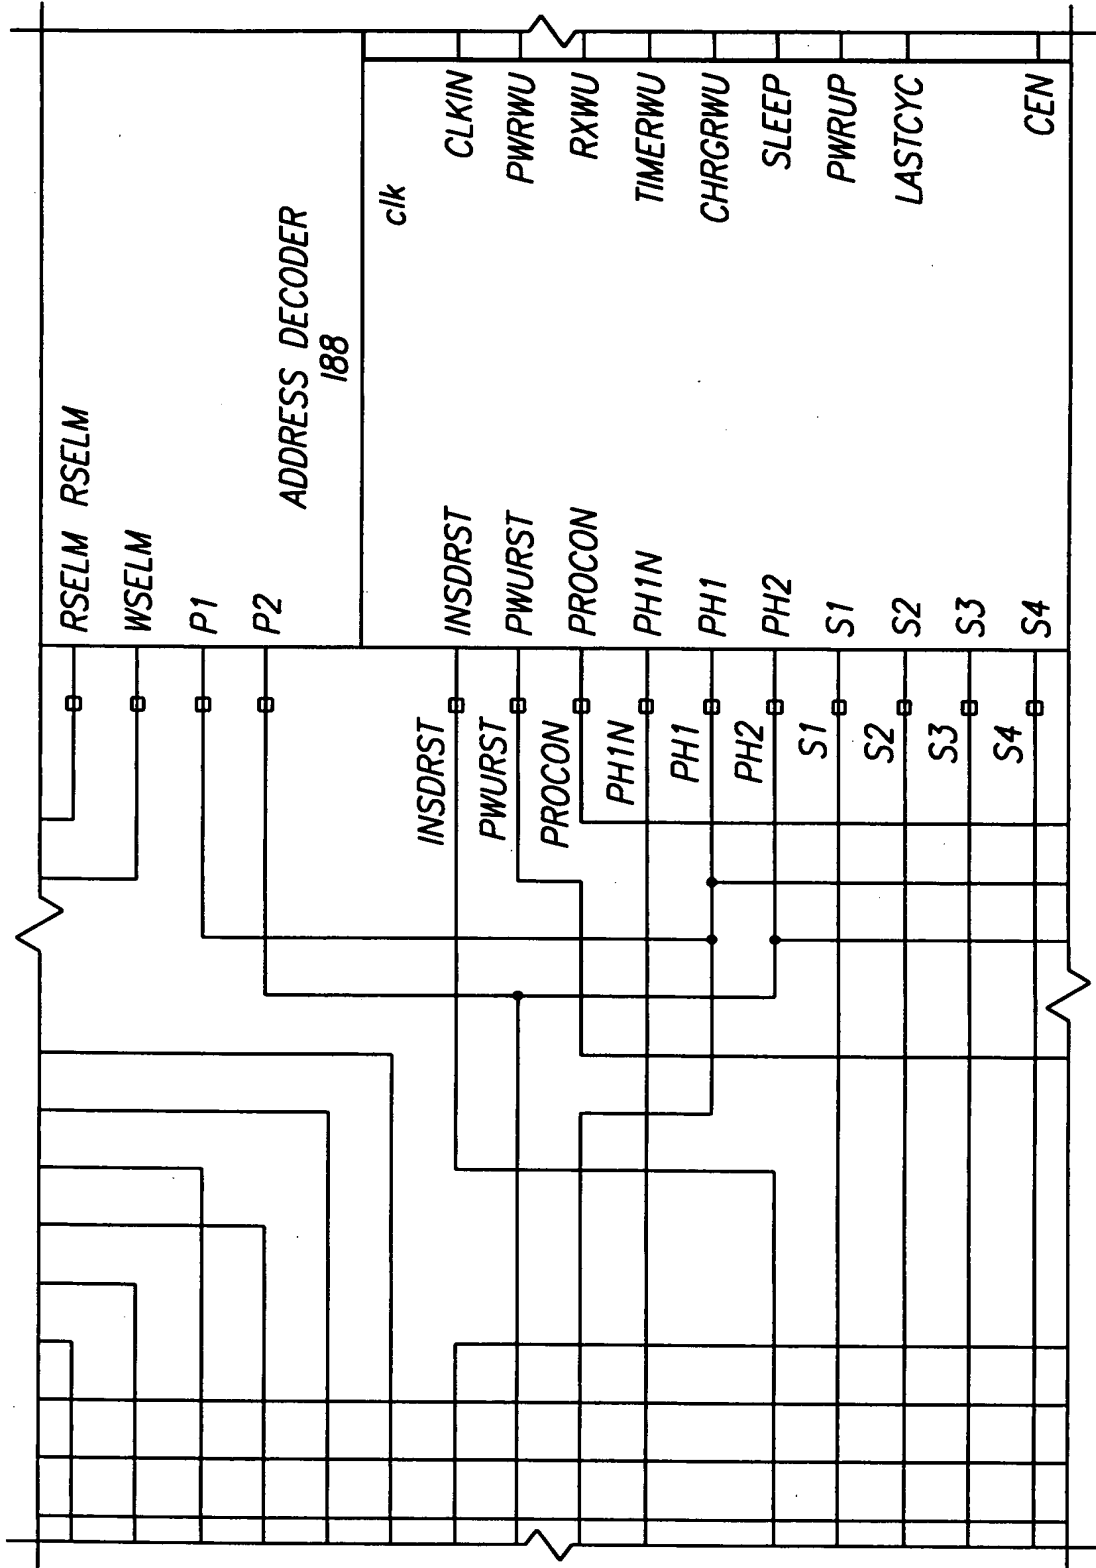 RSELM RSELM
WSELM
P1
P2
ADDRESS DECODER
188
clk
INSDRST
PWURST
PROCON
PH1N
PH1
PH2
S1
S2
S3
S4
INSDRST
PWURST
PROCON
PH1N
PH1
PH2
S1
S2
S3
S4
CLKIN
PWRWU
RXWU
TIMERWU
CHRGRWU
SLEEP
PWRUP
LASTCYC
CEN